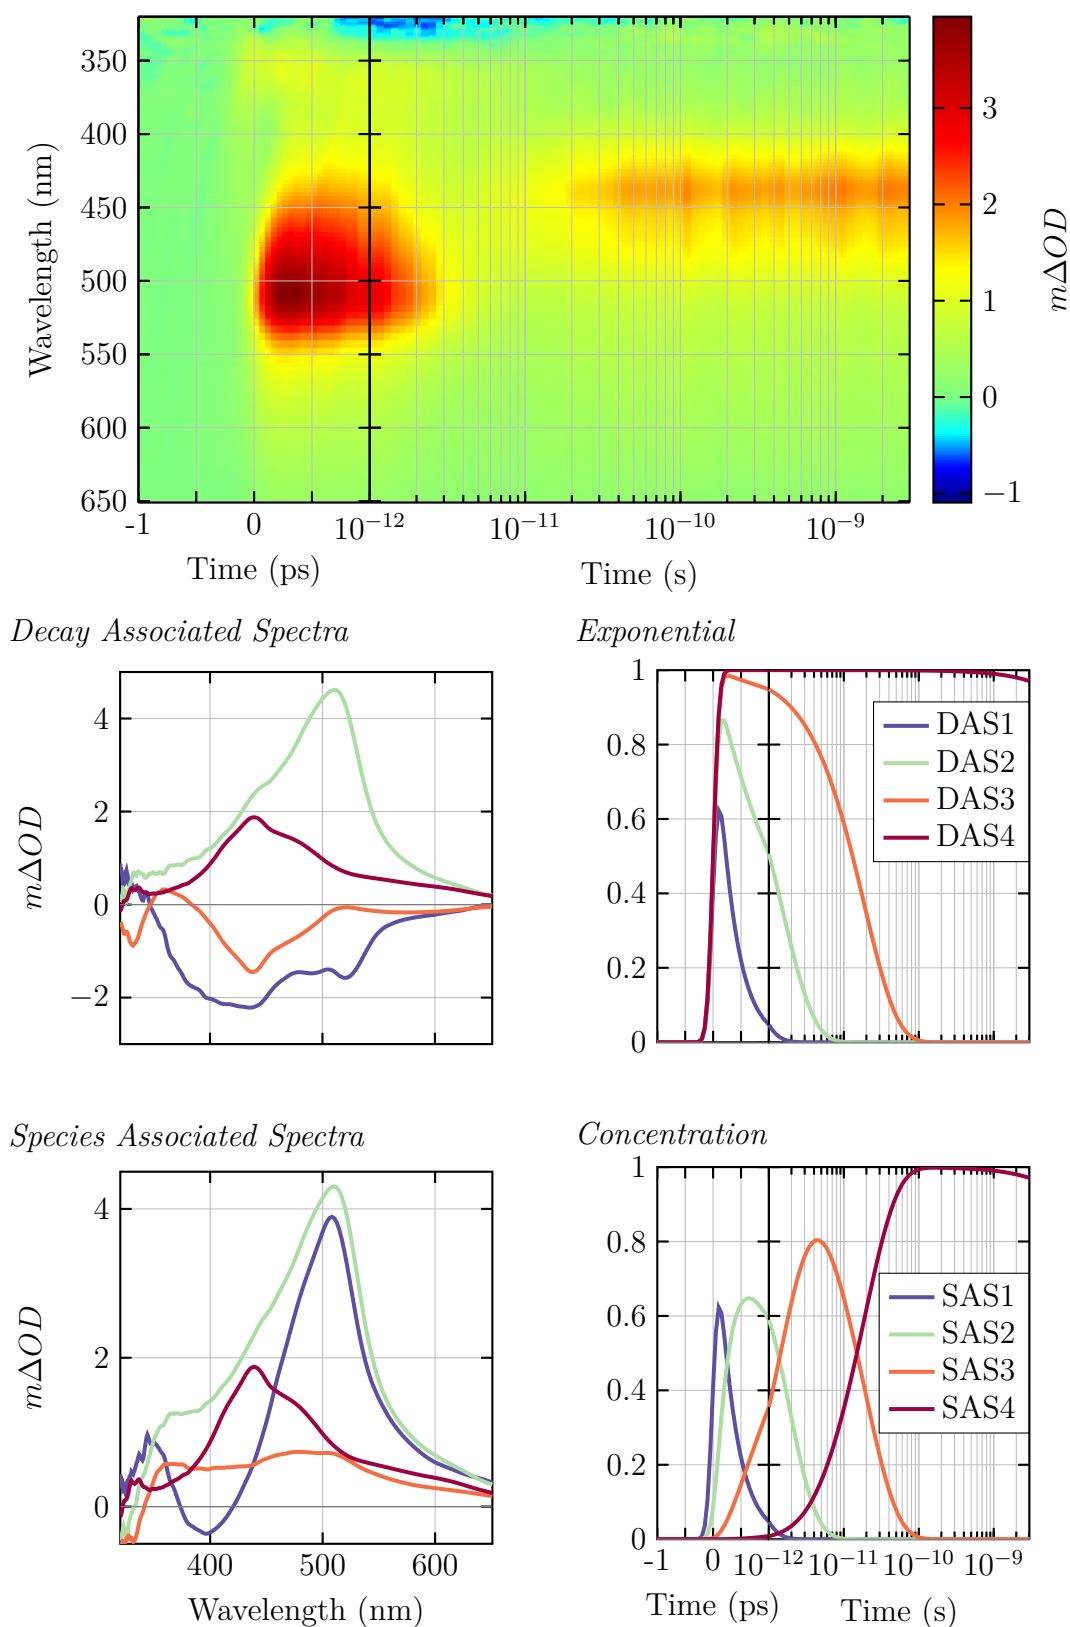 350
400
450
500
550
600
650
Wavelength (nm)
-1
0
10⁻¹²
10⁻¹¹
10⁻¹⁰
10⁻⁹
Time (ps)
Time (s)
3
2
1
0
−1
mΔOD
Decay Associated Spectra
4
2
0
−2
mΔOD
Exponential
1
0.8
0.6
0.4
0.2
0
DAS1
DAS2
DAS3
DAS4
Species Associated Spectra
4
2
0
mΔOD
400
500
600
Wavelength (nm)
Concentration
1
0.8
0.6
0.4
0.2
0
SAS1
SAS2
SAS3
SAS4
-1
0
10⁻¹²
10⁻¹¹
10⁻¹⁰
10⁻⁹
Time (ps)
Time (s)